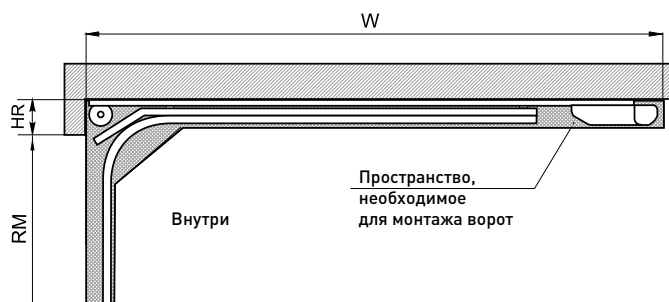 W
HR
RM
Внутри
Пространство,
необходимое
для монтажа ворот